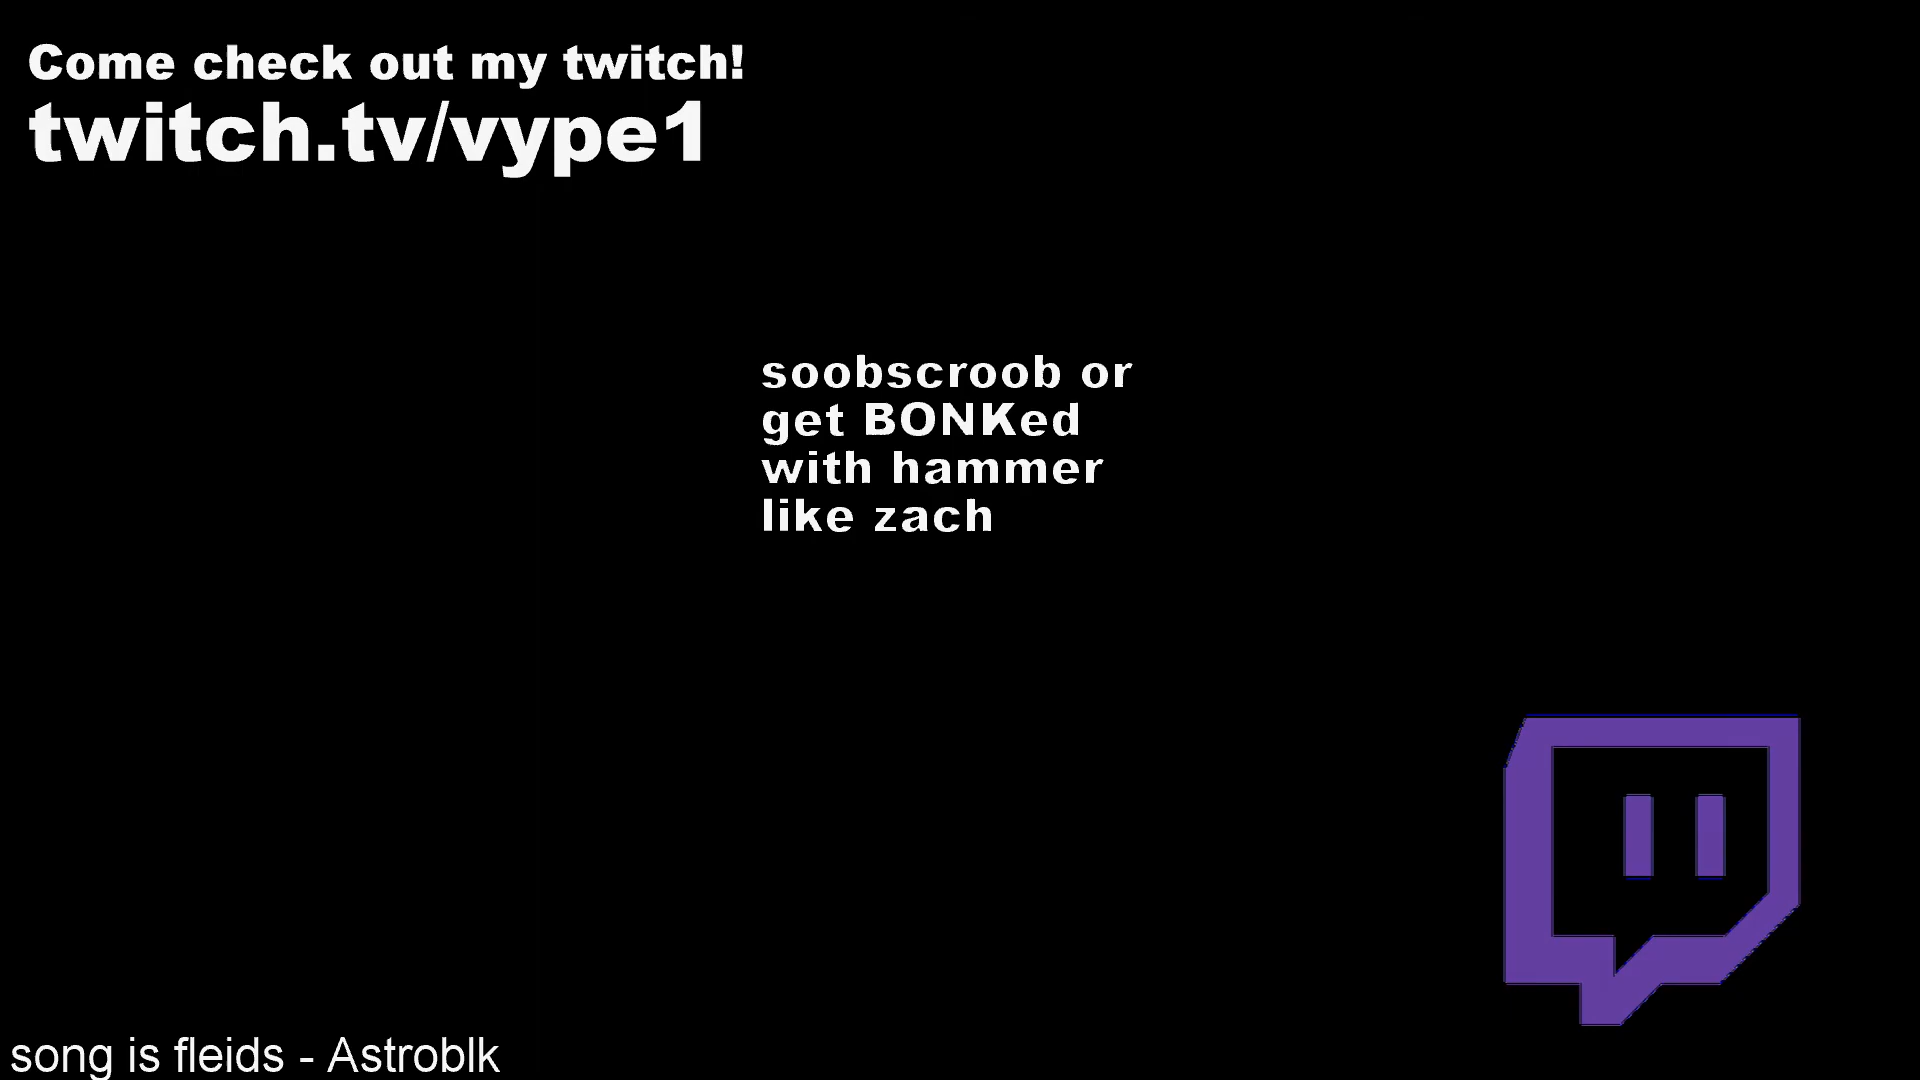 Come check out my twitch!
twitch.tv/vype1
soobscroob or
get BONKed
with hammer
like zach
song is fleids - Astroblk